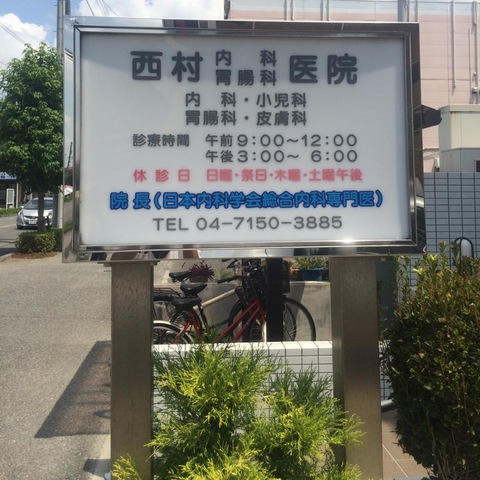 西村 内科 胃腸科 医院
内科・小児科
胃腸科・皮膚科
診療時間 午前 9:00~12:00
午後 3:00~ 6:00
休診日 日曜・祭日・木曜・土曜午後
院長(日本内科学会総合内科専門医)
TEL 04-7150-3885